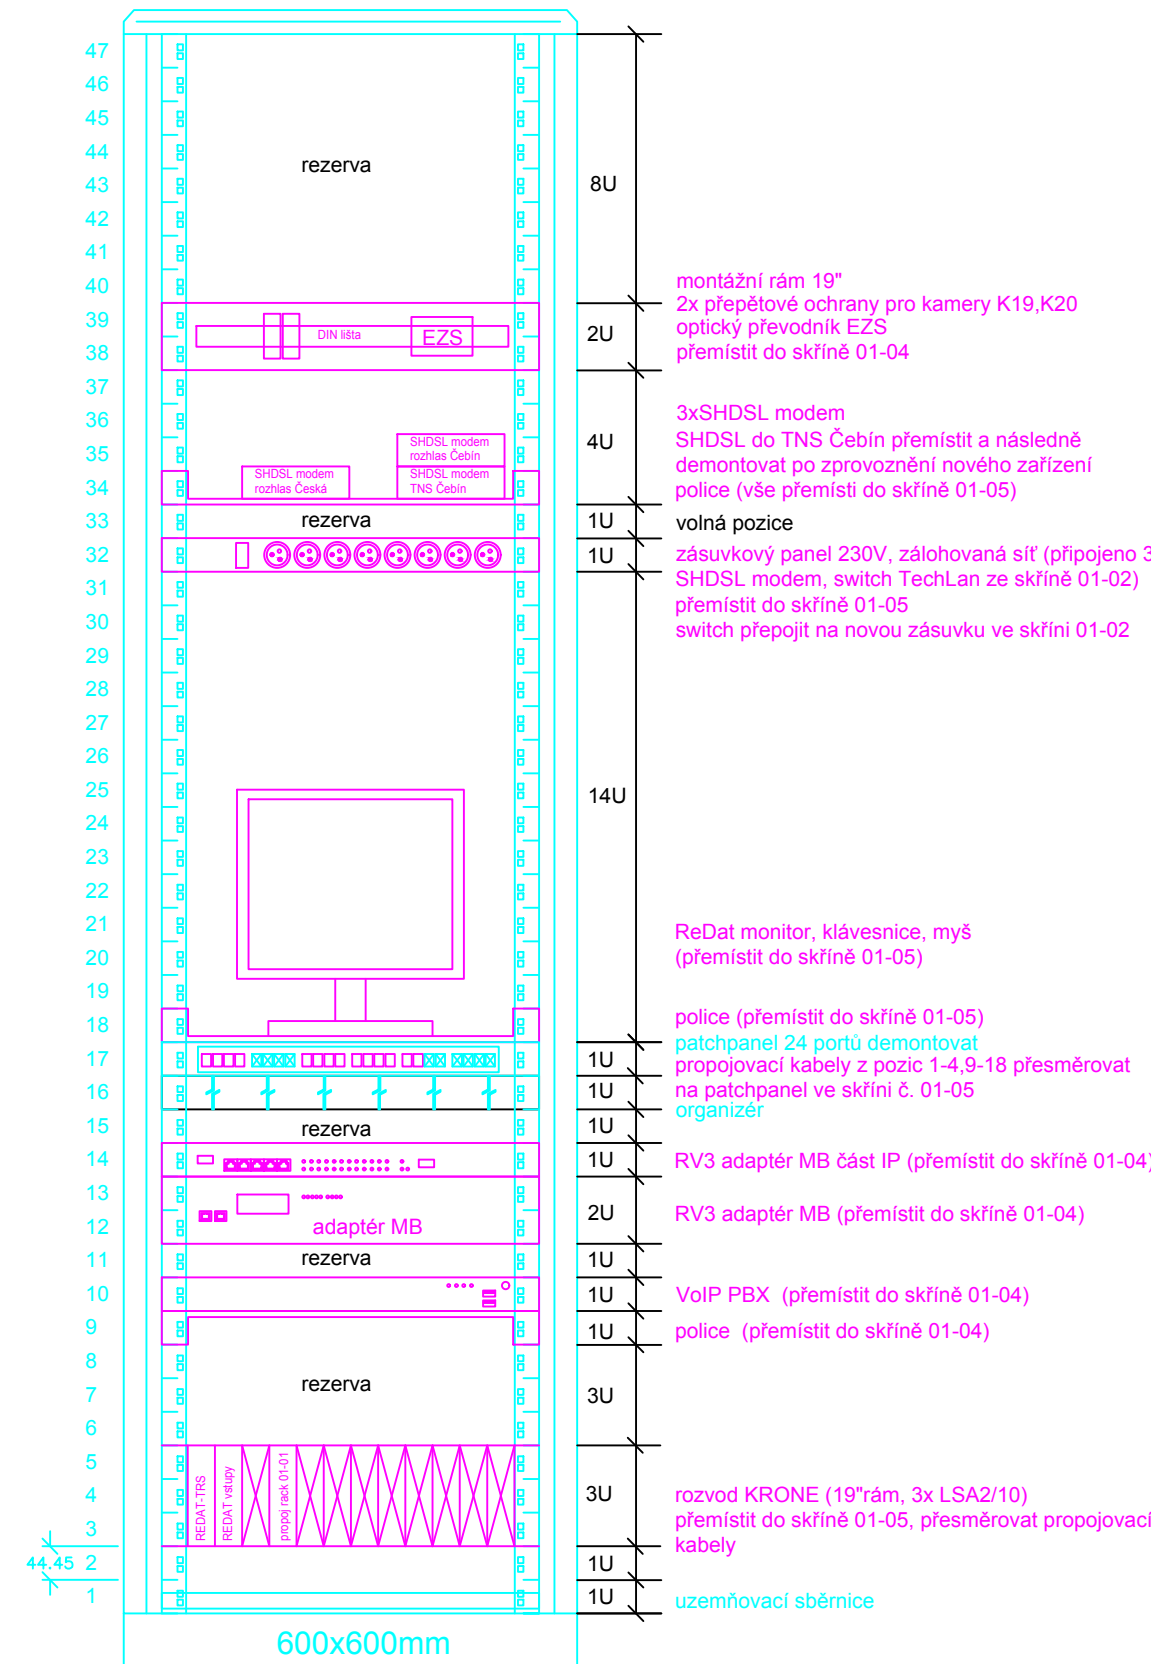 47
46
45
44
43
42
41
40
39
38
37
36
35
34
33
32
31
30
29
28
27
26
25
24
23
22
21
20
19
18
17
16
15
14
13
12
11
10
9
8
7
6
5
4
3
2
1
44.45
rezerva
DIN lišta
EZS
SHDSL modem
rozhlas Čebín
SHDSL modem
rozhlas Česká
SHDSL modem
TNS Čebín
rezerva
rezerva
adaptér MB
rezerva
rezerva
REDAT-TRS
REDAT vstupy
propoj rack 01-01
600x600mm
8U
2U
4U
1U
1U
14U
1U
1U
1U
1U
2U
1U
1U
1U
3U
3U
1U
1U
montážní rám 19"
2x přepěťové ochrany pro kamery K19,K20
optický převodník EZS
přemístit do skříně 01-04
3xSHDSL modem
SHDSL do TNS Čebín přemístit a následně
demontovat po zprovoznění nového zařízení
police (vše přemísti do skříně 01-05)
volná pozice
zásuvkový panel 230V, zálohovaná síť (připojeno 3
SHDSL modem, switch TechLan ze skříně 01-02)
přemístit do skříně 01-05
switch přepojit na novou zásuvku ve skříni 01-02
ReDat monitor, klávesnice, myš
(přemístit do skříně 01-05)
police (přemístit do skříně 01-05)
patchpanel 24 portů demontovat
propojovací kabely z pozic 1-4,9-18 přesměrovat
na patchpanel ve skříni č. 01-05
organizér
RV3 adaptér MB část IP (přemístit do skříně 01-04)
RV3 adaptér MB (přemístit do skříně 01-04)
VoIP PBX (přemístit do skříně 01-04)
police (přemístit do skříně 01-04)
rozvod KRONE (19"rám, 3x LSA2/10)
přemístit do skříně 01-05, přesměrovat propojovací
kabely
uzemňovací sběrnice